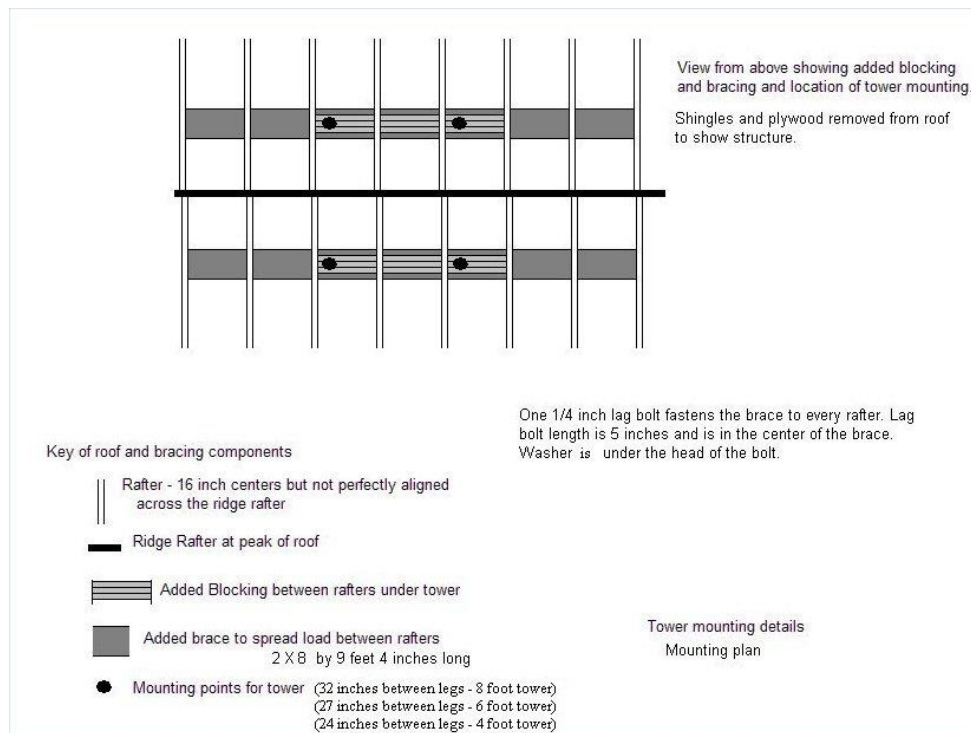 View from above showing added blocking
and bracing and location of tower mounting.
Shingles and plywood removed from roof
to show structure.
One 1/4 inch lag bolt fastens the brace to every rafter. Lag
bolt length is 5 inches and is in the center of the brace.
Washer is under the head of the bolt.
Key of roof and bracing components
Rafter - 16 inch centers but not perfectly aligned
across the ridge rafter
Ridge Rafter at peak of roof
Added Blocking between rafters under tower
Added brace to spread load between rafters
2 X 8 by 9 feet 4 inches long
Tower mounting details
Mounting plan
Mounting points for tower (32 inches between legs - 8 foot tower)
(27 inches between legs - 6 foot tower)
(24 inches between legs - 4 foot tower)